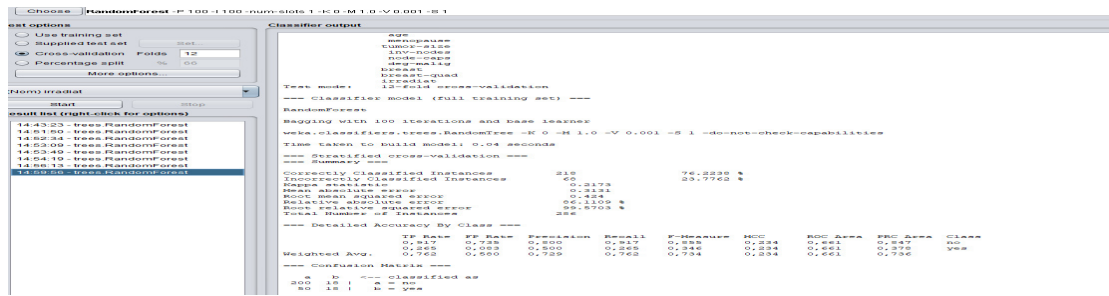 Choose RandomForest -P 100 -I 100 -num-slots 1 -K 0 -M 1.0 -V 0.001 -S 1
est options
Use training set
Supplied test set Set...
Cross-validation Folds 12
Percentage split % 66
More options...
(Nom) irradiat
Start Stop
esult list (right-click for options)
14:43:23 - trees.RandomForest
14:51:50 - trees.RandomForest
14:52:34 - trees.RandomForest
14:53:09 - trees.RandomForest
14:53:49 - trees.RandomForest
14:54:19 - trees.RandomForest
14:56:13 - trees.RandomForest
14:59:56 - trees.RandomForest
Classifier output
age
menopause
tumor-size
inv-nodes
node-caps
deg-malig
breast
breast-quad
irradiat
Test mode: 12-fold cross-validation
=== Classifier model (full training set) ===
RandomForest
Bagging with 100 iterations and base learner
weka.classifiers.trees.RandomTree -K 0 -M 1.0 -V 0.001 -S 1 -do-not-check-capabilities
Time taken to build model: 0.04 seconds
=== Stratified cross-validation ===
=== Summary ===
Correctly Classified Instances 218 76.2238 %
Incorrectly Classified Instances 68 23.7762 %
Kappa statistic 0.2173
Mean absolute error 0.3131
Root mean squared error 0.424
Relative absolute error 86.1109 %
Root relative squared error 99.5703 %
Total Number of Instances 286
=== Detailed Accuracy By Class ===
TP Rate FP Rate Precision Recall F-Measure MCC ROC Area PRC Area Class
0,917 0,735 0,800 0,917 0,855 0,234 0,661 0,847 no
0,265 0,083 0,500 0,265 0,346 0,234 0,661 0,378 yes
Weighted Avg. 0,762 0,580 0,729 0,762 0,734 0,234 0,661 0,736
=== Confusion Matrix ===
a b <-- classified as
200 18 | a = no
50 18 | b = yes